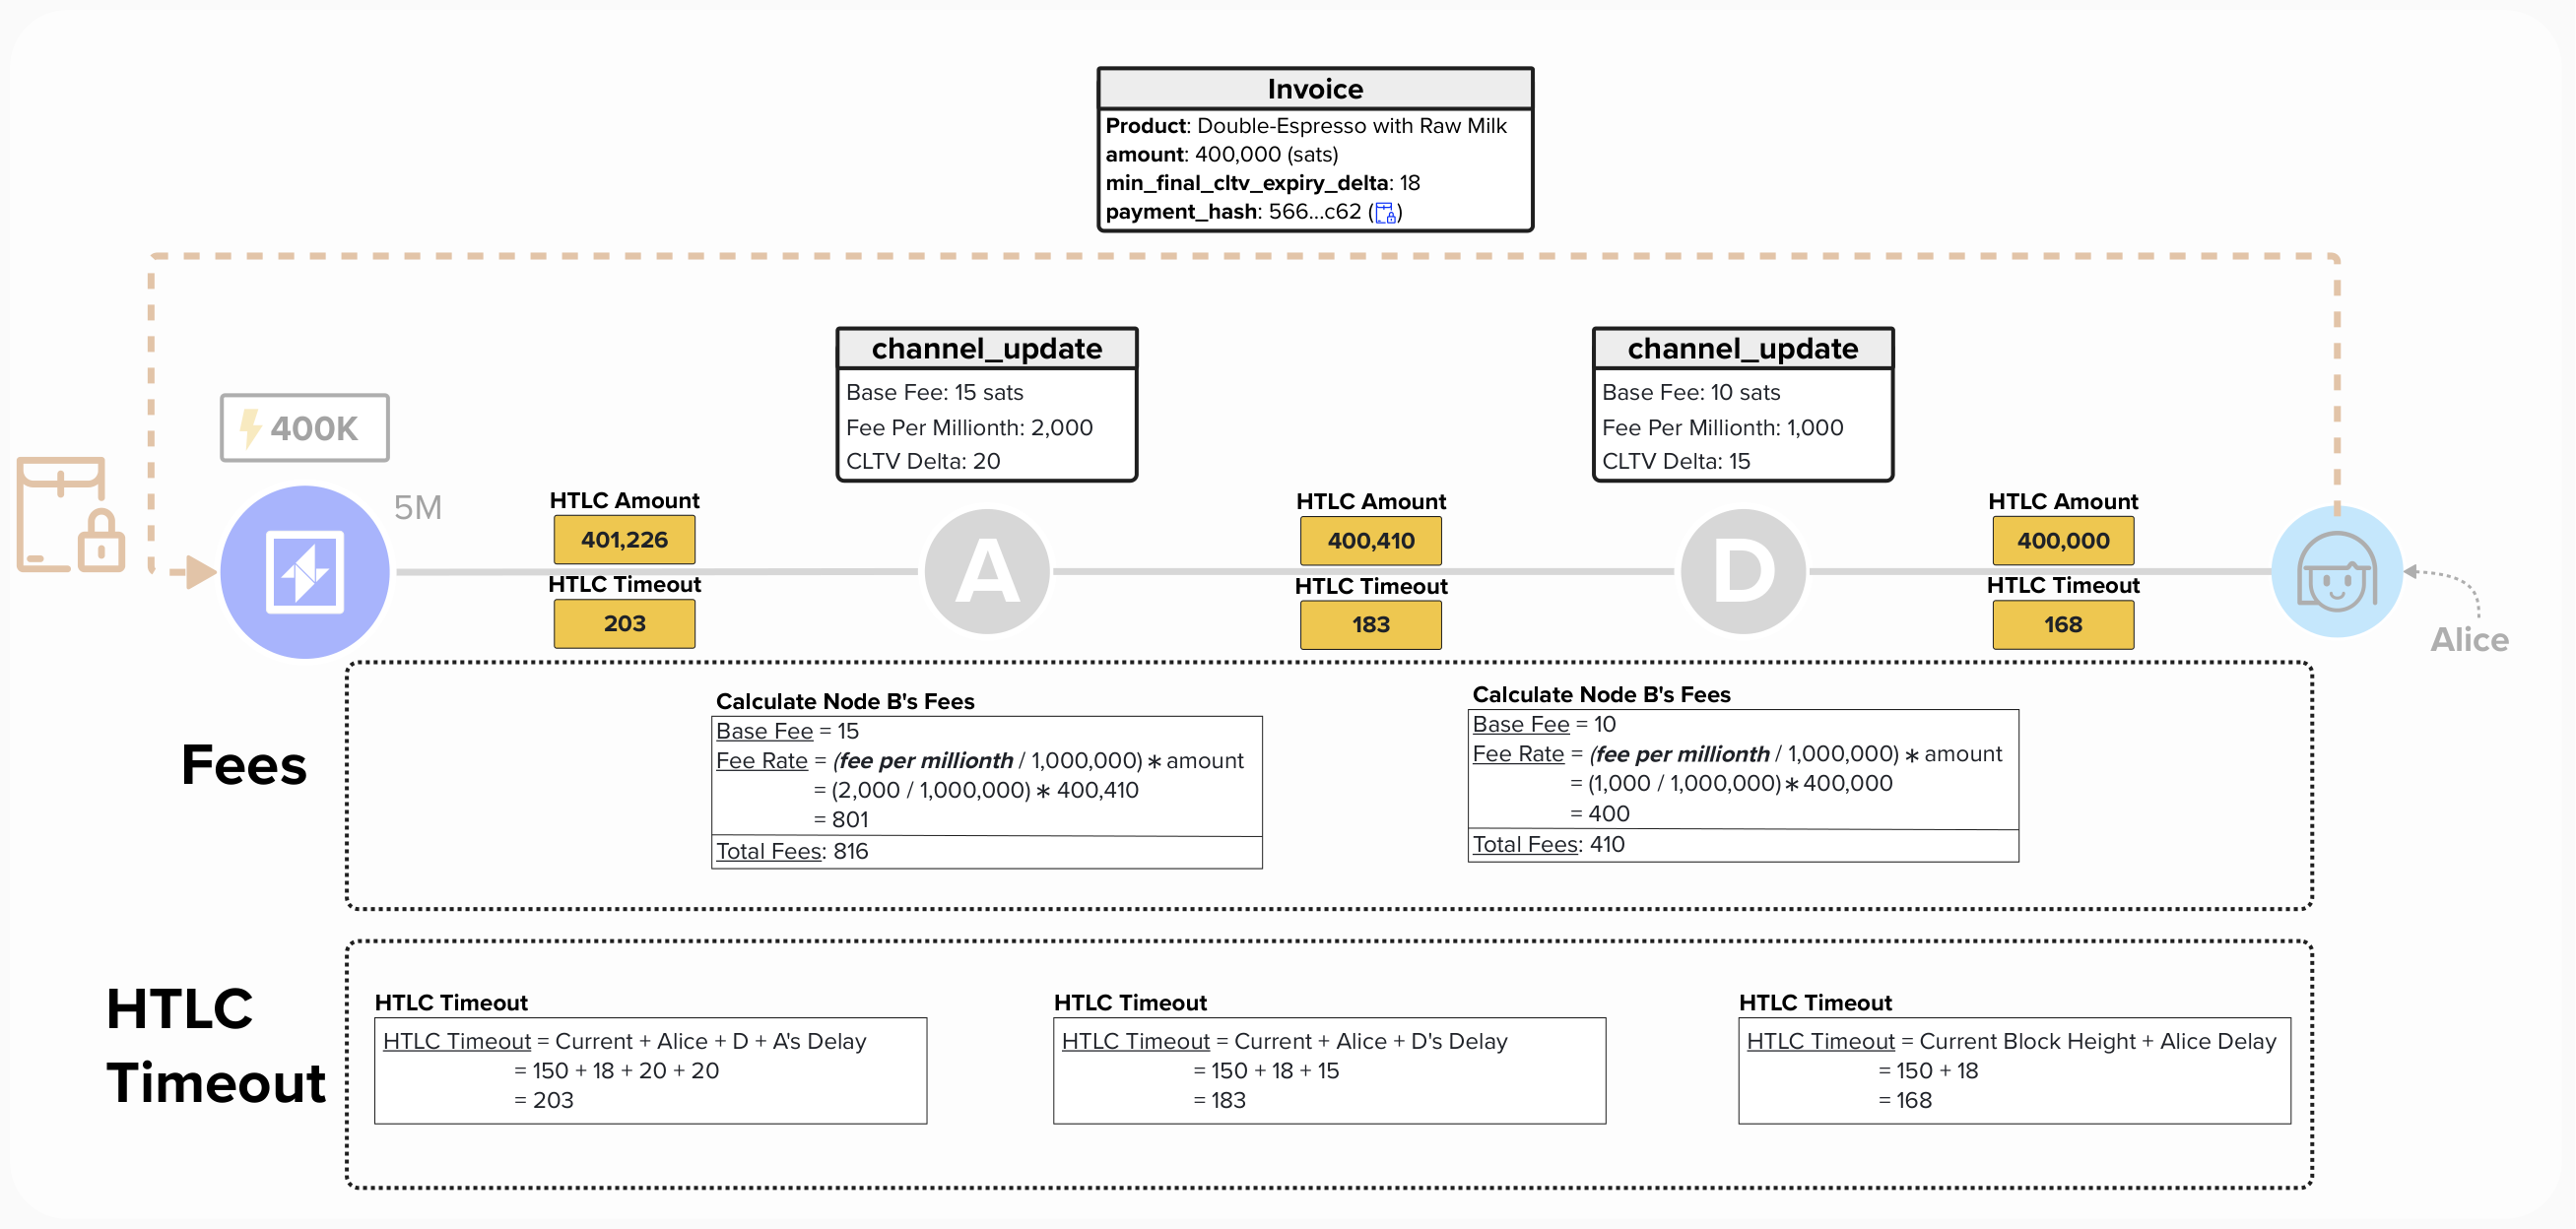 Invoice
Product: Double-Espresso with Raw Milk
amount: 400,000 (sats)
min_final_cltv_expiry_delta: 18
payment_hash: 566...c62 ()
channel_update
Base Fee: 15 sats
Fee Per Millionth: 2,000
CLTV Delta: 20
channel_update
Base Fee: 10 sats
Fee Per Millionth: 1,000
CLTV Delta: 15
400K
5M
HTLC Amount
401,226
HTLC Timeout
203
A
HTLC Amount
400,410
HTLC Timeout
183
D
HTLC Amount
400,000
HTLC Timeout
168
Alice
Fees
Calculate Node B's Fees
Base Fee = 15
Fee Rate = (fee per millionth / 1,000,000) * amount
= (2,000 / 1,000,000) * 400,410
= 801
Total Fees: 816
Calculate Node B's Fees
Base Fee = 10
Fee Rate = (fee per millionth / 1,000,000) * amount
= (1,000 / 1,000,000) * 400,000
= 400
Total Fees: 410
HTLC
Timeout
HTLC Timeout
HTLC Timeout = Current + Alice + D + A's Delay
= 150 + 18 + 20 + 20
= 203
HTLC Timeout
HTLC Timeout = Current + Alice + D's Delay
= 150 + 18 + 15
= 183
HTLC Timeout
HTLC Timeout = Current Block Height + Alice Delay
= 150 + 18
= 168